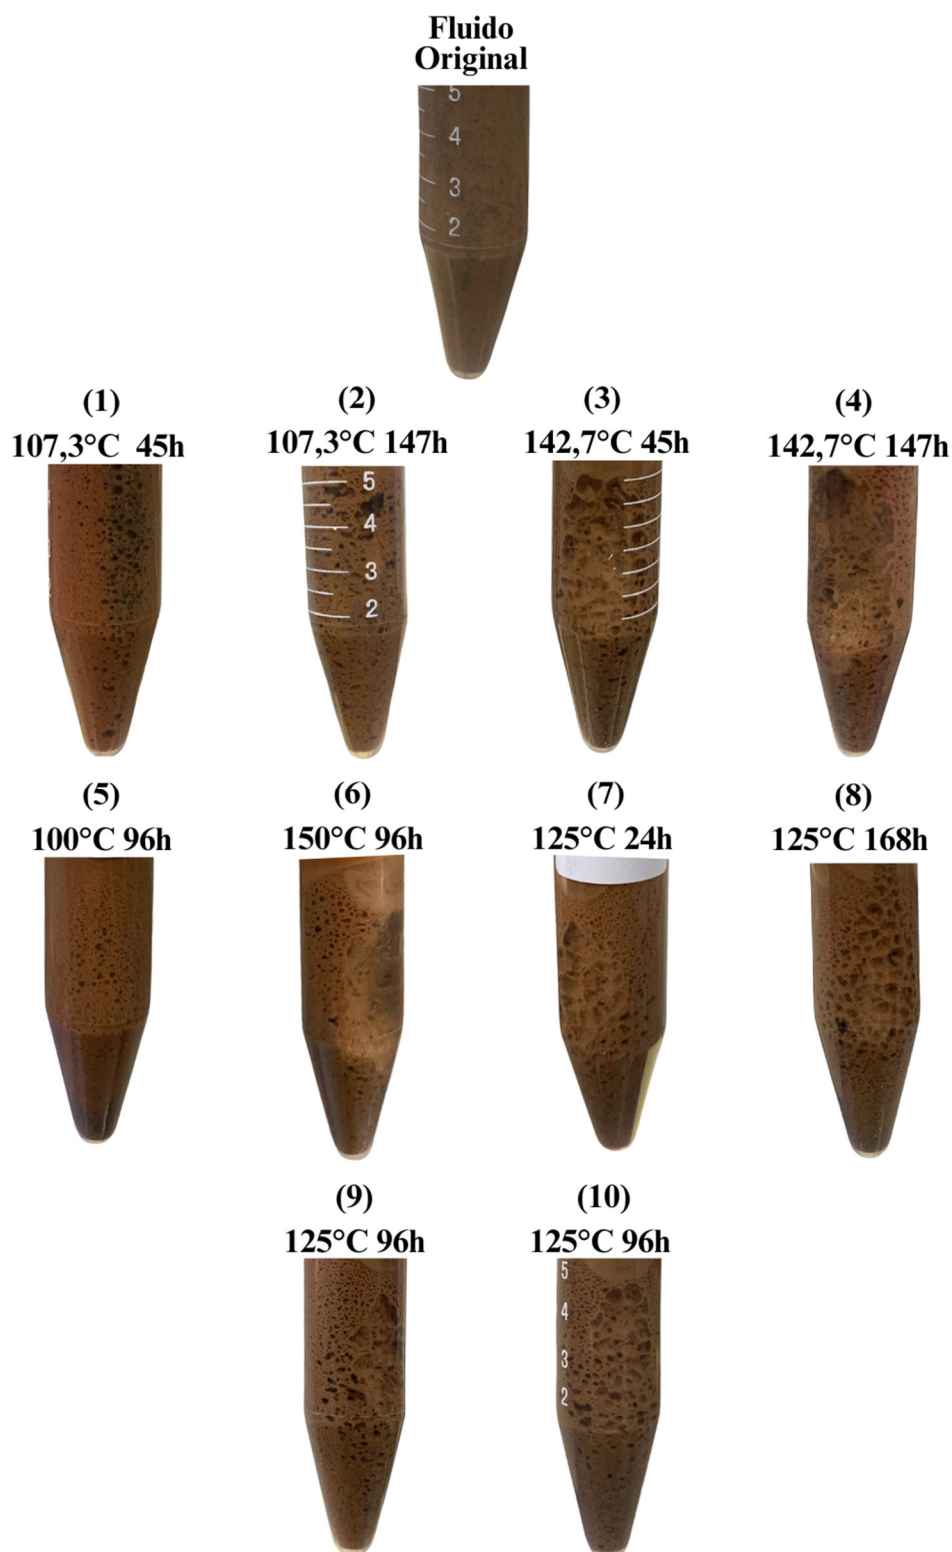 Fluido
Original
5
4
3
2
(1)
(2)
(3)
(4)
107,3°C 45h
107,3°C 147h
142,7°C 45h
142,7°C 147h
5
4
3
2
(5)
(6)
(7)
(8)
100°C 96h
150°C 96h
125°C 24h
125°C 168h
(9)
(10)
125°C 96h
125°C 96h
5
4
3
2